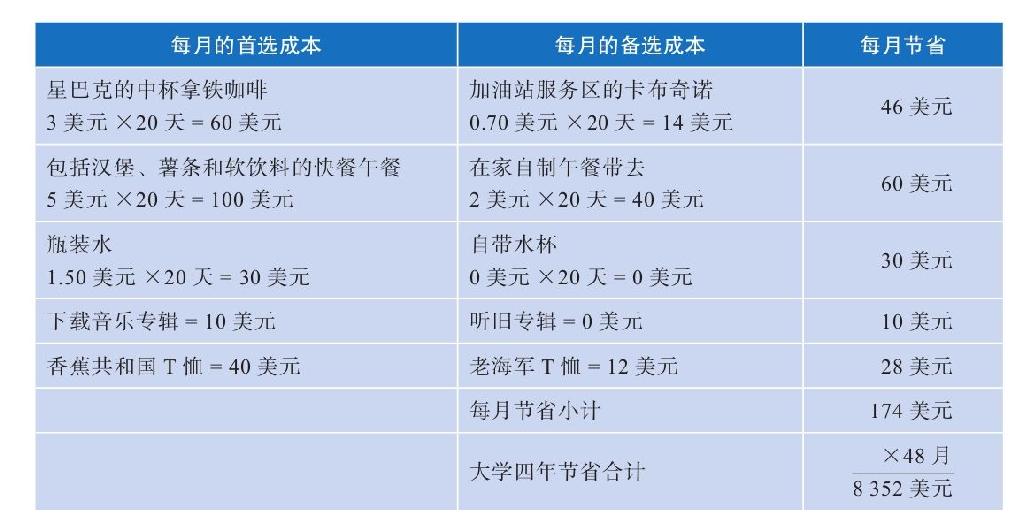 每月的首选成本 每月的备选成本 每月节省
星巴克的中杯拿铁咖啡
3 美元 ×20 天 = 60 美元
加油站服务区的卡布奇诺
0.70 美元 ×20 天 = 14 美元
46 美元
包括汉堡、薯条和软饮料的快餐午餐
5 美元 ×20 天 = 100 美元
在家自制午餐带去
2 美元 ×20 天 = 40 美元
60 美元
瓶装水
1.50 美元 ×20 天 = 30 美元
自带水杯
0 美元 ×20 天 = 0 美元
30 美元
下载音乐专辑 = 10 美元
听旧专辑 = 0 美元
10 美元
香蕉共和国 T 恤 = 40 美元
老海军 T 恤 = 12 美元
28 美元
每月节省小计
174 美元
大学四年节省合计
×48 月
8 352 美元